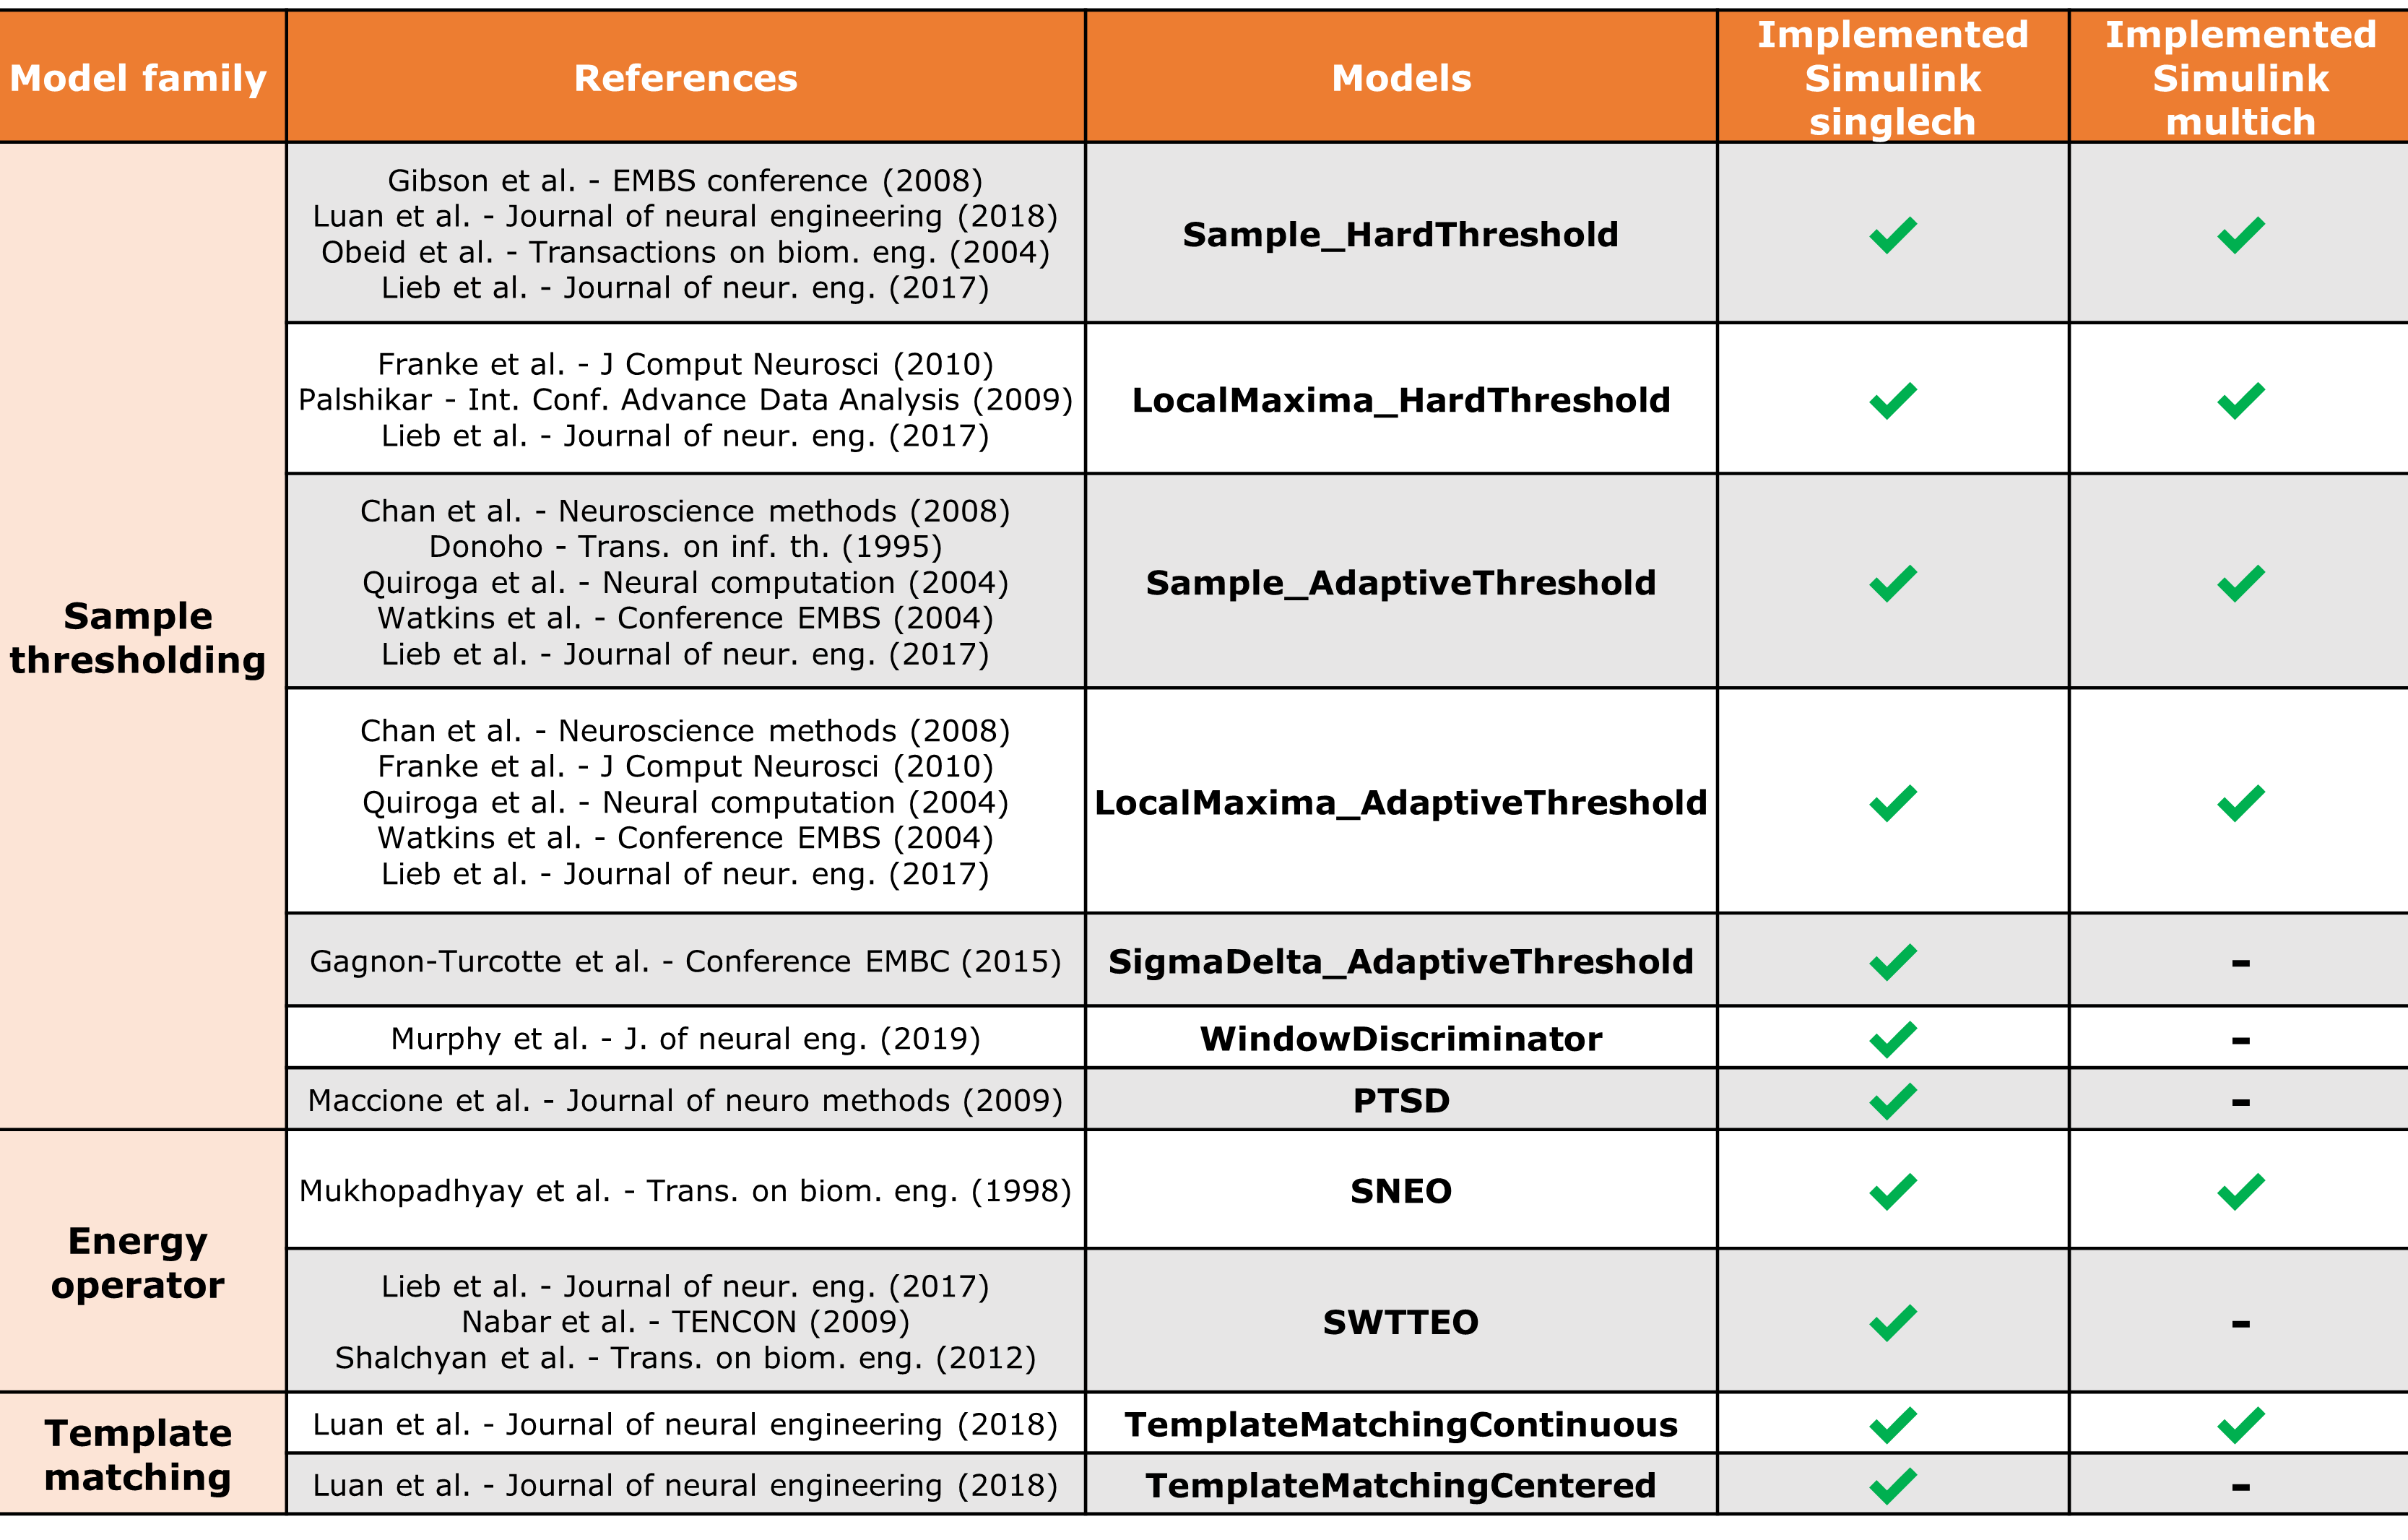 Model family
References
Models
Implemented
Simulink
singlech
Implemented
Simulink
multich
Sample
thresholding
Gibson et al. - EMBS conference (2008)
Luan et al. - Journal of neural engineering (2018)
Obeid et al. - Transactions on biom. eng. (2004)
Lieb et al. - Journal of neur. eng. (2017)
Sample_HardThreshold
Franke et al. - J Comput Neurosci (2010)
Palshikar - Int. Conf. Advance Data Analysis (2009)
Lieb et al. - Journal of neur. eng. (2017)
LocalMaxima_HardThreshold
Chan et al. - Neuroscience methods (2008)
Donoho - Trans. on inf. th. (1995)
Quiroga et al. - Neural computation (2004)
Watkins et al. - Conference EMBS (2004)
Lieb et al. - Journal of neur. eng. (2017)
Sample_AdaptiveThreshold
Chan et al. - Neuroscience methods (2008)
Franke et al. - J Comput Neurosci (2010)
Quiroga et al. - Neural computation (2004)
Watkins et al. - Conference EMBS (2004)
Lieb et al. - Journal of neur. eng. (2017)
LocalMaxima_AdaptiveThreshold
Gagnon-Turcotte et al. - Conference EMBC (2015)
SigmaDelta_AdaptiveThreshold
-
Murphy et al. - J. of neural eng. (2019)
WindowDiscriminator
-
Maccione et al. - Journal of neuro methods (2009)
PTSD
-
Energy
operator
Mukhopadhyay et al. - Trans. on biom. eng. (1998)
SNEO
Lieb et al. - Journal of neur. eng. (2017)
Nabar et al. - TENCON (2009)
Shalchyan et al. - Trans. on biom. eng. (2012)
SWTTEO
-
Template
matching
Luan et al. - Journal of neural engineering (2018)
TemplateMatchingContinuous
Luan et al. - Journal of neural engineering (2018)
TemplateMatchingCentered
-